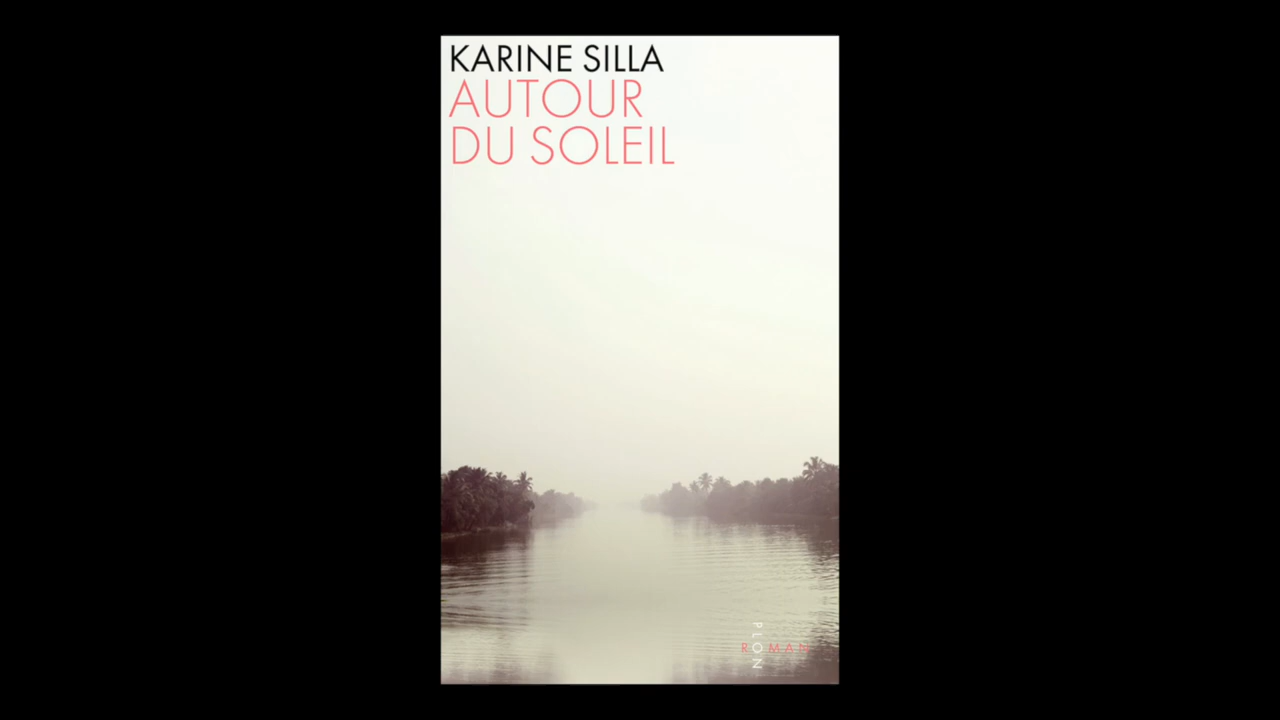 KARINE SILLA
AUTOUR
DU SOLEIL
PLON
ROMAN